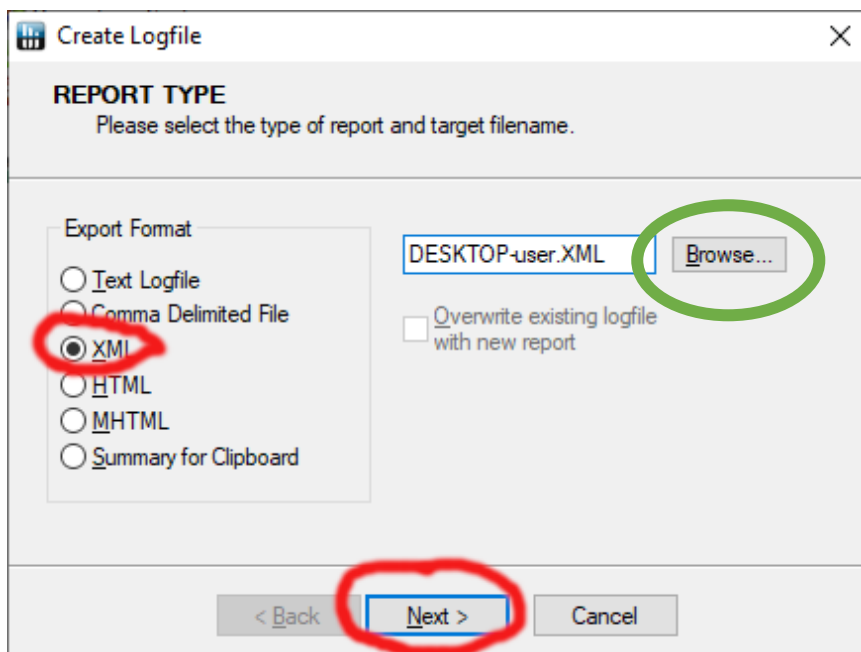 Create Logfile
REPORT TYPE
Please select the type of report and target filename.
Export Format
Text Logfile
Comma Delimited File
XML
HTML
MHTML
Summary for Clipboard
DESKTOP-user.XML
Browse...
Overwrite existing logfile
with new report
< Back
Next >
Cancel